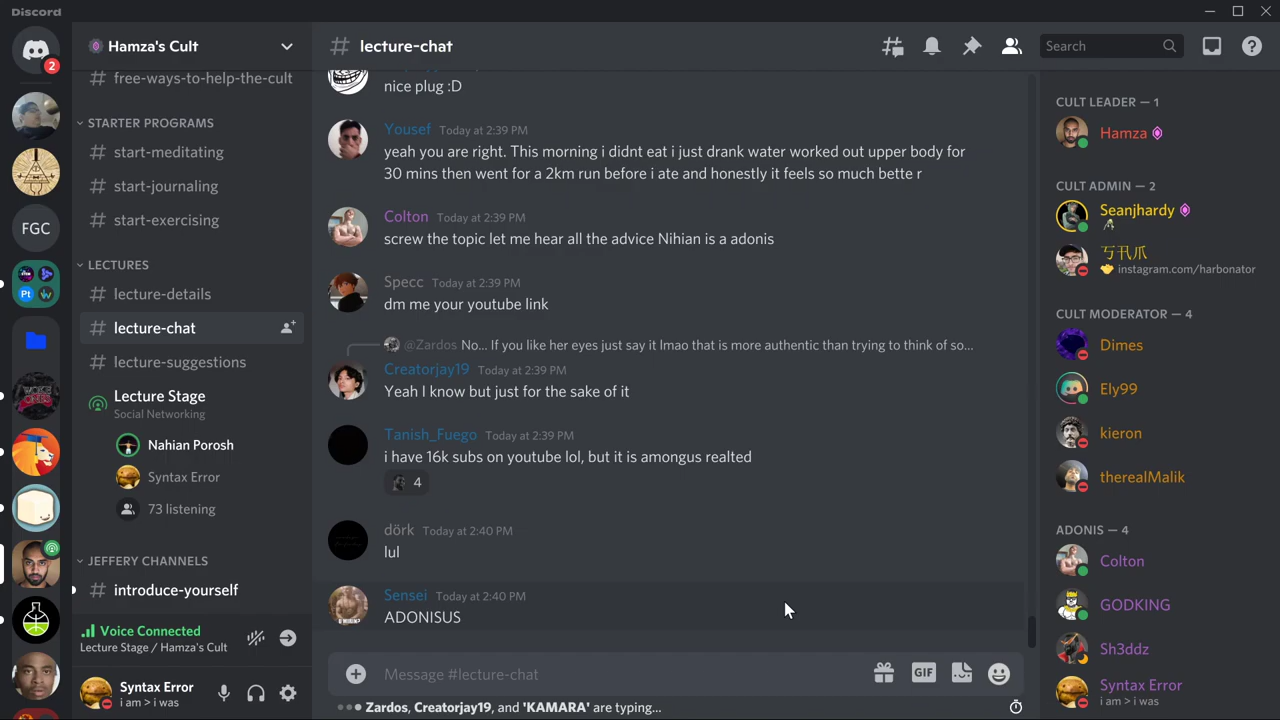 Discord
2
FGC
Pt
Hamza's Cult
free-ways-to-help-the-cult
STARTER PROGRAMS
# start-meditating
# start-journaling
# start-exercising
LECTURES
# lecture-details
# lecture-chat
# lecture-suggestions
Lecture Stage
Social Networking
Nahian Porosh
Syntax Error
73 listening
JEFFERY CHANNELS
# introduce-yourself
Voice Connected
Lecture Stage / Hamza's Cult
Syntax Error
i am > i was
# lecture-chat
Search
nice plug :D
Yousef Today at 2:39 PM
yeah you are right. This morning i didnt eat i just drank water worked out upper body for
30 mins then went for a 2km run before i ate and honestly it feels so much bette r
Colton Today at 2:39 PM
screw the topic let me hear all the advice Nihian is a adonis
Specc Today at 2:39 PM
dm me your youtube link
@Zardos No... If you like her eyes just say it lmao that is more authentic than trying to think of so...
Creatorjay19 Today at 2:39 PM
Yeah I know but just for the sake of it
Tanish_Fuego Today at 2:39 PM
i have 16k subs on youtube lol, but it is amongus realted
4
dörk Today at 2:40 PM
lul
Sensei Today at 2:40 PM
ADONISUS
Message #lecture-chat
GIF
Zardos, Creatorjay19, and 'KAMARA' are typing...
CULT LEADER — 1
Hamza
CULT ADMIN — 2
Seanjhardy
instagram.com/harbonator
CULT MODERATOR — 4
Dimes
Ely99
kieron
therealMalik
ADONIS — 4
Colton
GODKING
Sh3ddz
Syntax Error
i am > i was